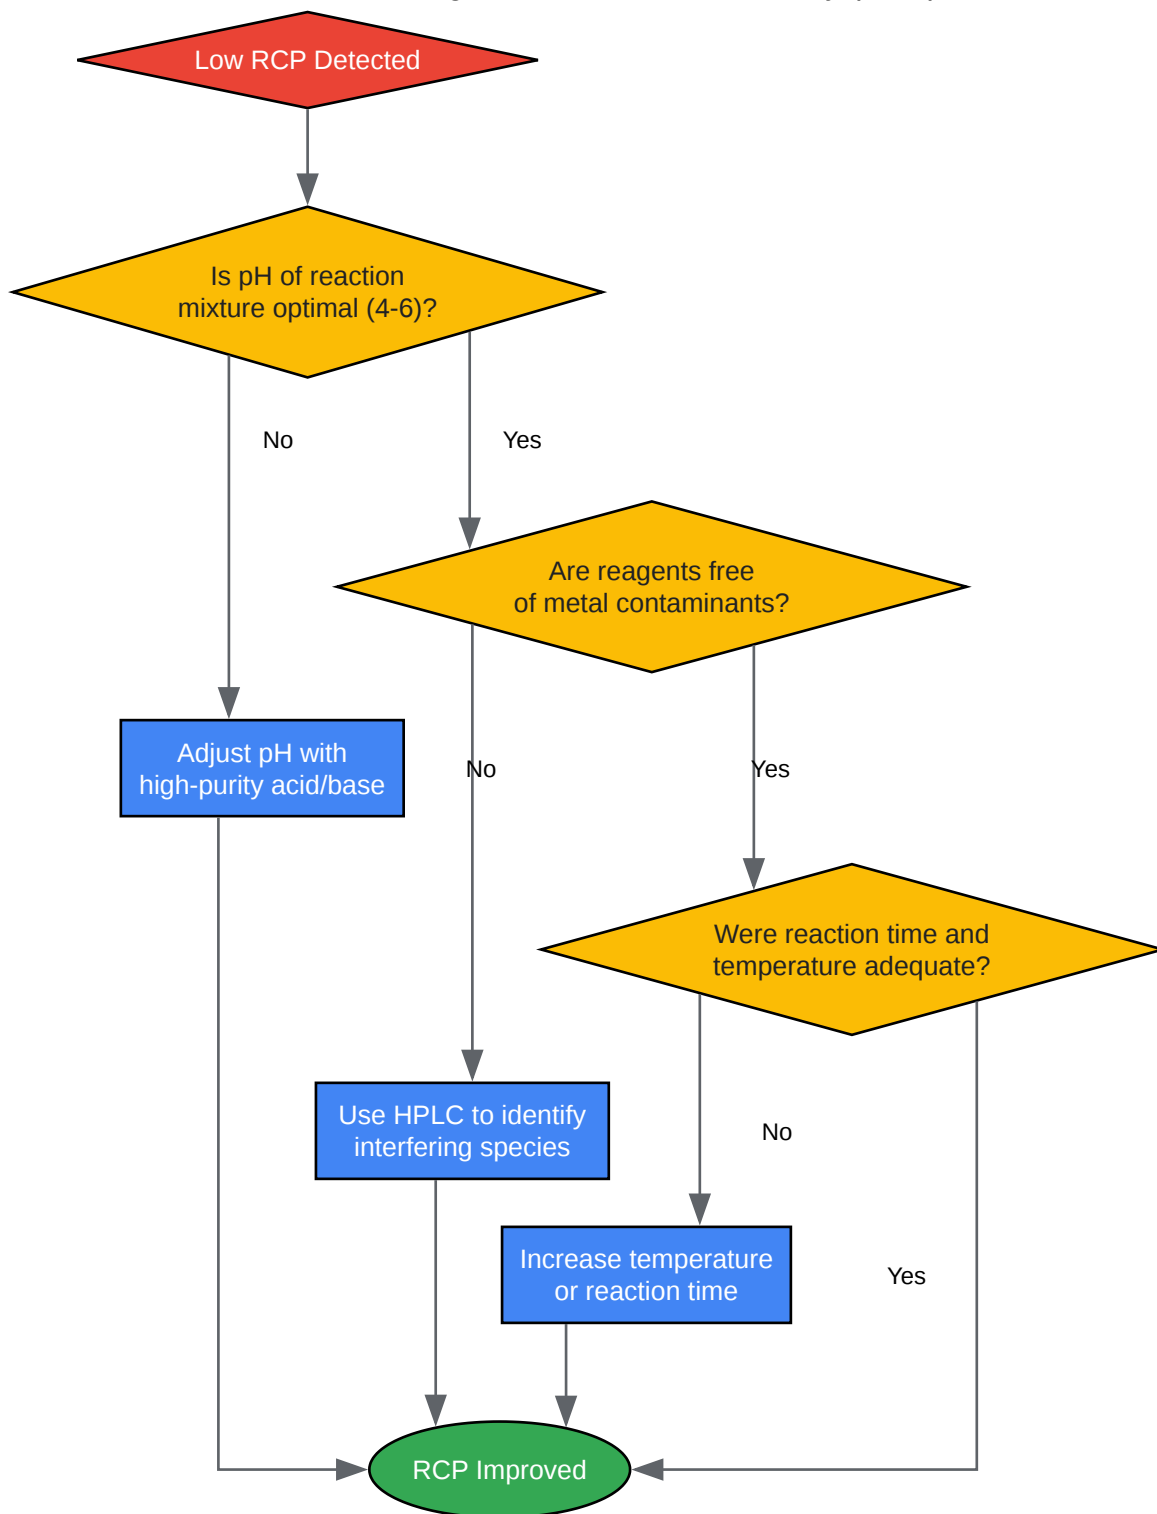 Low RCP Detected
Is pH of reaction
mixture optimal (4-6)?
No
Yes
Are reagents free
of metal contaminants?
Adjust pH with
high-purity acid/base
No
Yes
Were reaction time and
temperature adequate?
Use HPLC to identify
interfering species
No
Increase temperature
or reaction time
Yes
RCP Improved